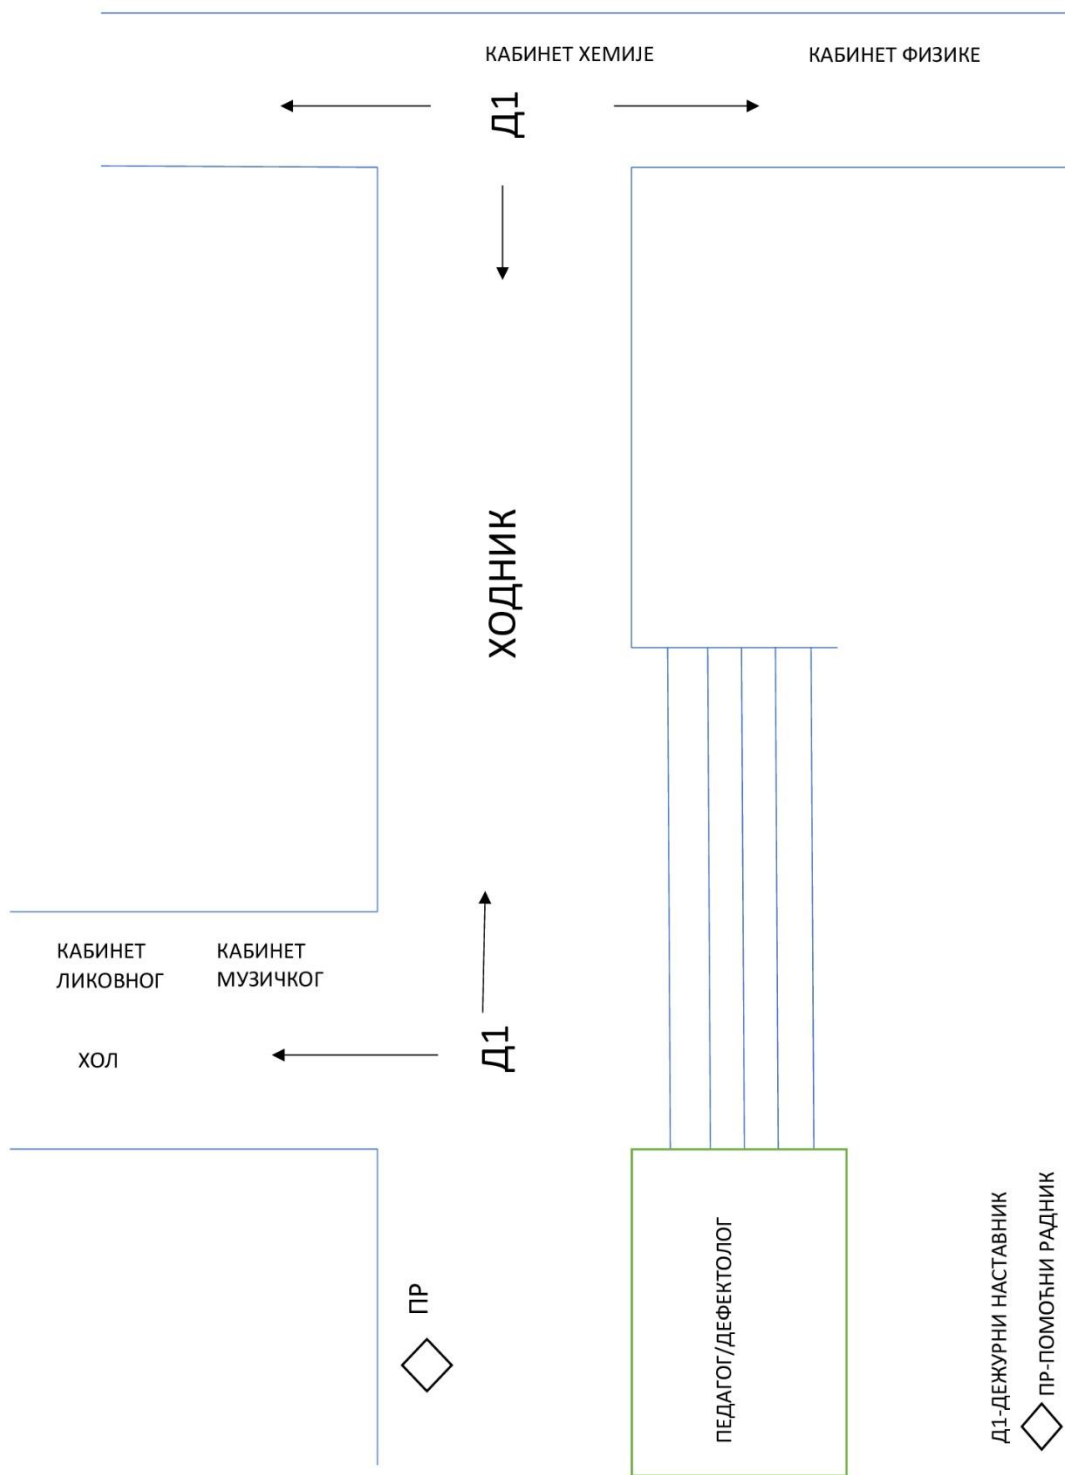 КАБИНЕТ ХЕМИЈЕ
КАБИНЕТ ФИЗИКЕ
Д1
ХОДНИК
КАБИНЕТ
ЛИКОВНОГ
КАБИНЕТ
МУЗИЧКОГ
ХОЛ
Д1
ПР
ПЕДАГОГ/ДЕФЕКТОЛОГ
Д1-ДЕЖУРНИ НАСТАВНИК
ПР-ПОМОЋНИ РАДНИК